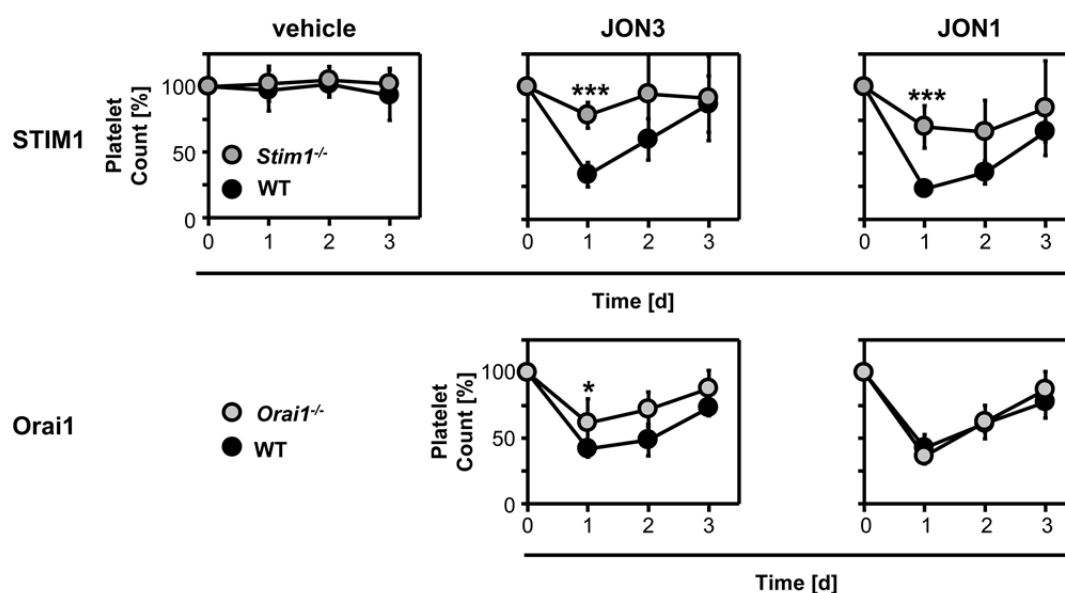 vehicle JON3 JON1
STIM1
Platelet
Count [%]
100
50
0
***
***
Stim1-/-
WT
0 1 2 3
0 1 2 3
0 1 2 3
Time [d]
Orai1
Orai1-/-
WT
Platelet
Count [%]
100
50
0
*
0 1 2 3
0 1 2 3
Time [d]